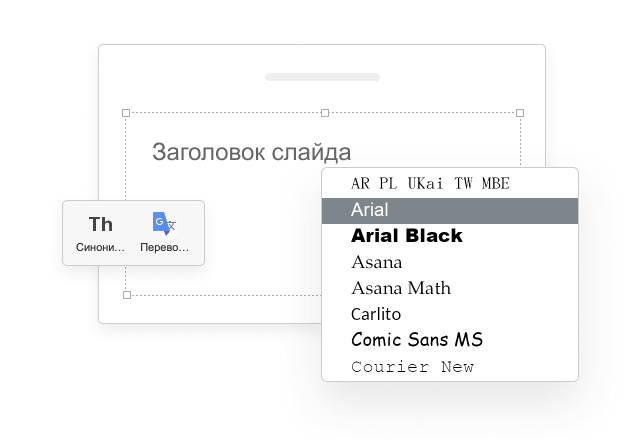 Заголовок слайда
Th
Синони...
Перево...
AR PL UKai TW MBE
Arial
Arial Black
Asana
Asana Math
Carlito
Comic Sans MS
Courier New